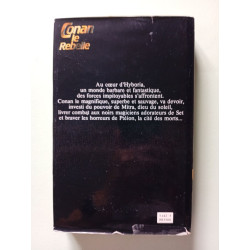 Conan
le
Rebelle
Au cœur d'Hyboria,
un monde barbare et fantastique,
des forces impitoyables s'affrontent.
Conan le magnifique, superbe et sauvage, va devoir,
investi du pouvoir de Mitra, dieu du soleil,
livrer combat aux noirs magiciens adorateurs de Set
et braver les horreurs de Ptéion, la cité des morts...